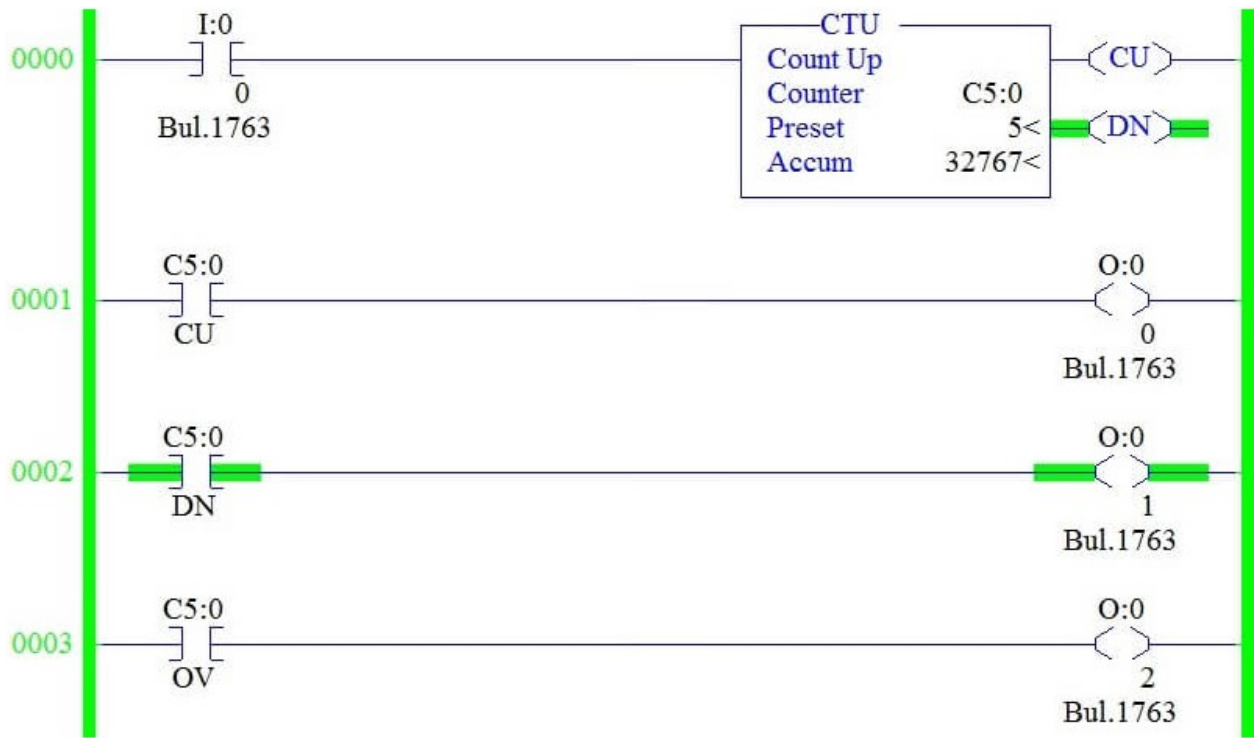 I:0
CTU
0000
Count Up
CU
0
Counter C5:0
Bul.1763
Preset 5<
DN
Accum 32767<
C5:0
O:0
0001
CU
0
Bul.1763
C5:0
O:0
0002
DN
1
Bul.1763
C5:0
O:0
0003
OV
2
Bul.1763